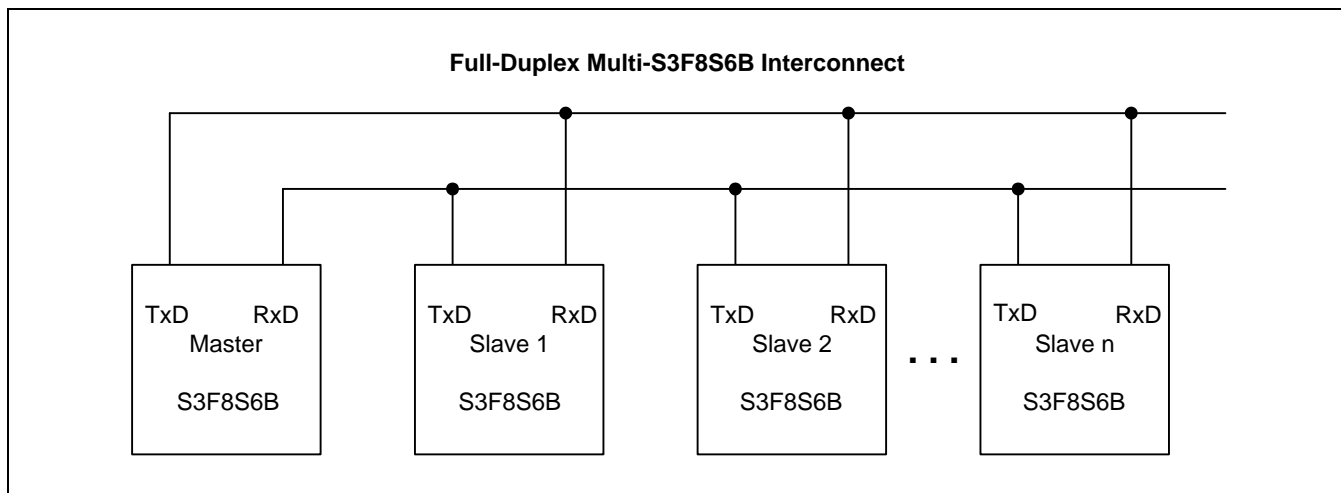 Full-Duplex Multi-S3F8S6B Interconnect
TxD RxD
Master
S3F8S6B
TxD RxD
Slave 1
S3F8S6B
TxD RxD
Slave 2
S3F8S6B
. . .
TxD RxD
Slave n
S3F8S6B